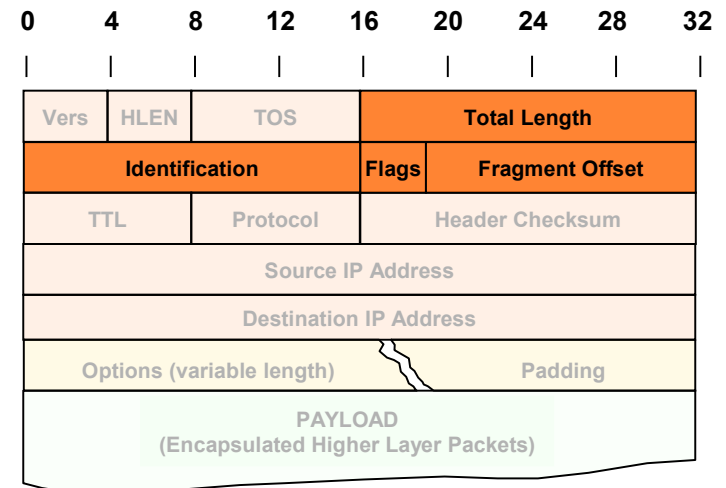 0 4 8 12 16 20 24 28 32
Vers HLEN TOS Total Length
Identification Flags Fragment Offset
TTL Protocol Header Checksum
Source IP Address
Destination IP Address
Options (variable length) Padding
PAYLOAD
(Encapsulated Higher Layer Packets)